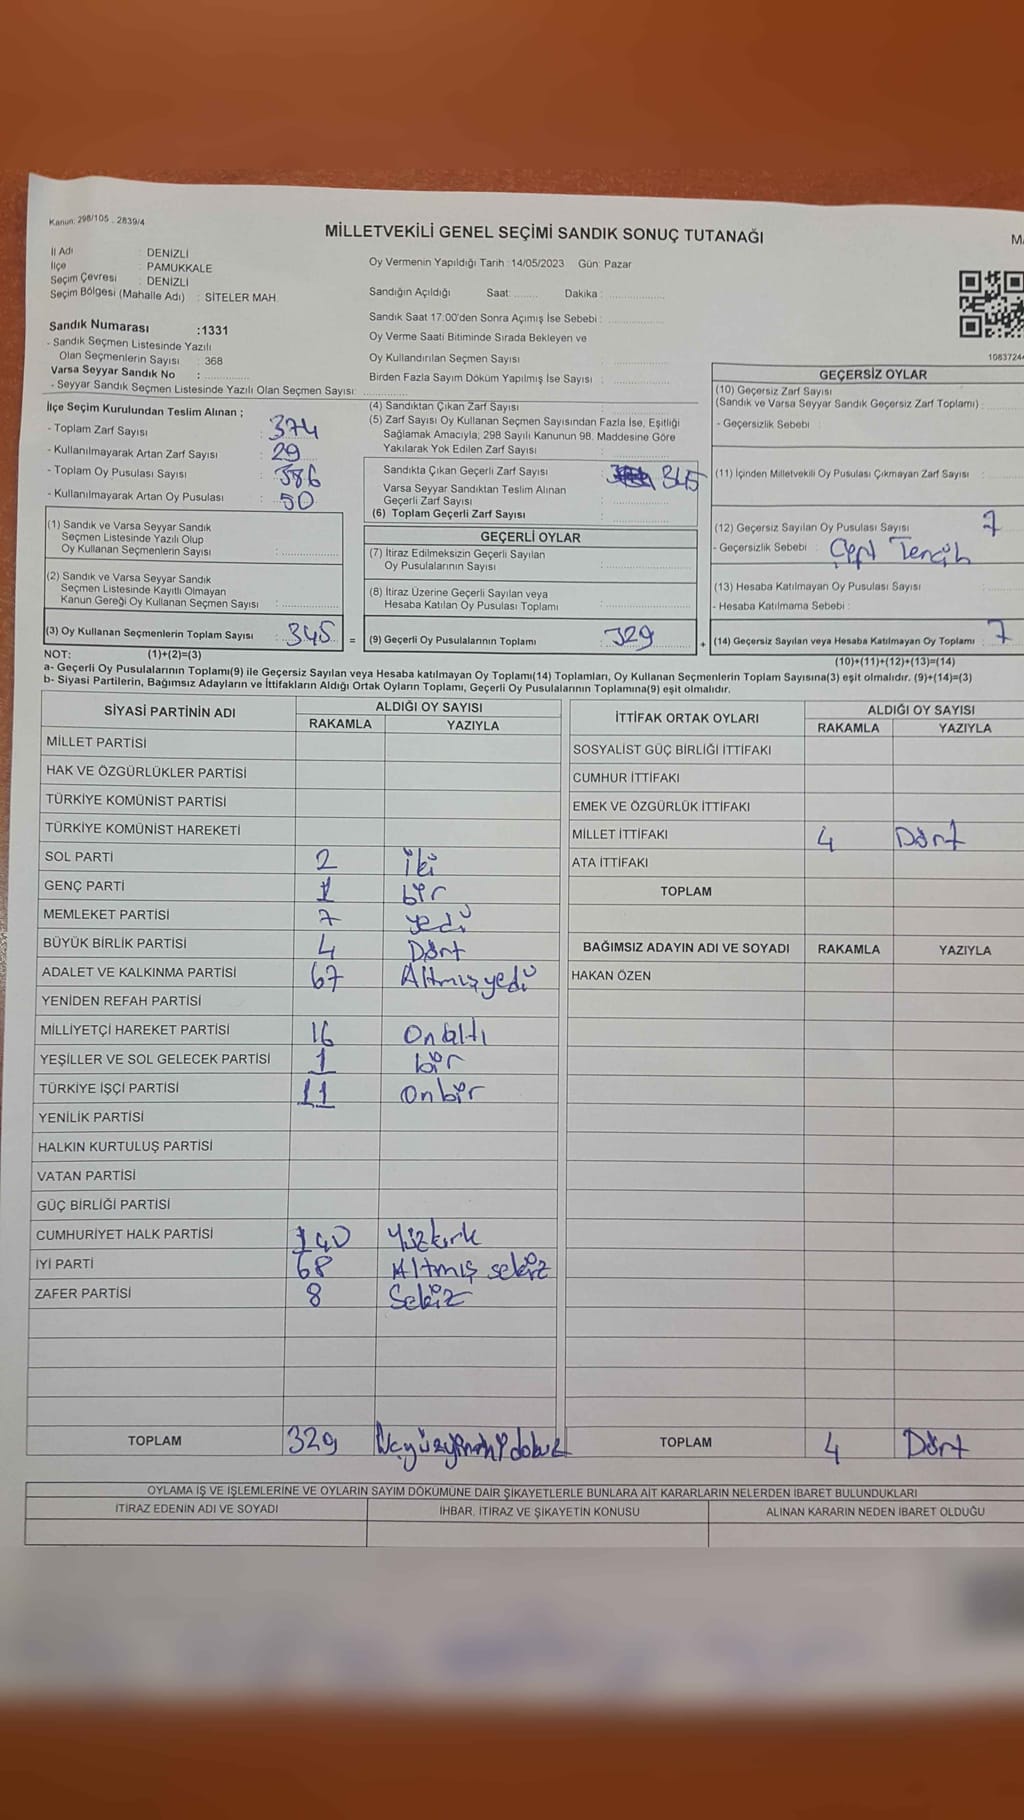 Kanun: 298/105 . 2839/4
MİLLETVEKİLİ GENEL SEÇİMİ SANDIK SONUÇ TUTANAĞI
İl Adı : DENİZLİ
İlçe : PAMUKKALE
Seçim Çevresi : DENİZLİ
Seçim Bölgesi (Mahalle Adı) : SİTELER MAH.
Oy Vermenin Yapıldığı Tarih : 14/05/2023 Gün: Pazar
Sandığın Açıldığı Saat: ........ Dakika : ..................
Sandık Saat 17:00'den Sonra Açımış İse Sebebi : ..................
Oy Verme Saati Bitiminde Sırada Bekleyen ve
Oy Kullandırılan Seçmen Sayısı : ..................
Birden Fazla Sayım Döküm Yapılmış İse Sayısı : ..................
Sandık Numarası :1331
- Sandık Seçmen Listesinde Yazılı
Olan Seçmenlerin Sayısı : 368
Varsa Seyyar Sandık No : ..................
- Seyyar Sandık Seçmen Listesinde Yazılı Olan Seçmen Sayısı: ..................
1083724
İlçe Seçim Kurulundan Teslim Alınan ;
- Toplam Zarf Sayısı : 374
- Kullanılmayarak Artan Zarf Sayısı : 29
- Toplam Oy Pusulası Sayısı : 386
- Kullanılmayarak Artan Oy Pusulası : 50
(4) Sandıktan Çıkan Zarf Sayısı :
(5) Zarf Sayısı Oy Kullanan Seçmen Sayısından Fazla İse, Eşitliği
Sağlamak Amacıyla; 298 Sayılı Kanunun 98. Maddesine Göre
Yakılarak Yok Edilen Zarf Sayısı :
Sandıkta Çıkan Geçerli Zarf Sayısı : 345
Varsa Seyyar Sandıktan Teslim Alınan
Geçerli Zarf Sayısı : ..................
(6) Toplam Geçerli Zarf Sayısı : ..................
GEÇERSİZ OYLAR
(10) Geçersiz Zarf Sayısı
(Sandık ve Varsa Seyyar Sandık Geçersiz Zarf Toplamı) :
- Geçersizlik Sebebi :
(11) İçinden Milletvekili Oy Pusulası Çıkmayan Zarf Sayısı :
(12) Geçersiz Sayılan Oy Pusulası Sayısı : 7
- Geçersizlik Sebebi : Çift Tercih
(13) Hesaba Katılmayan Oy Pusulası Sayısı :
- Hesaba Katılmama Sebebi :
(1) Sandık ve Varsa Seyyar Sandık
Seçmen Listesinde Yazılı Olup
Oy Kullanan Seçmenlerin Sayısı : ..................
(2) Sandık ve Varsa Seyyar Sandık
Seçmen Listesinde Kayıtlı Olmayan
Kanun Gereği Oy Kullanan Seçmen Sayısı : ..................
GEÇERLİ OYLAR
(7) İtiraz Edilmeksizin Geçerli Sayılan
Oy Pusulalarının Sayısı : ..................
(8) İtiraz Üzerine Geçerli Sayılan veya
Hesaba Katılan Oy Pusulası Toplamı : ..................
(3) Oy Kullanan Seçmenlerin Toplam Sayısı : 345 = (9) Geçerli Oy Pusulalarının Toplamı : 329 + (14) Geçersiz Sayılan veya Hesaba Katılmayan Oy Toplamı : 7
NOT: (1)+(2)=(3) (10)+(11)+(12)+(13)=(14)
a- Geçerli Oy Pusulalarının Toplamı(9) ile Geçersiz Sayılan veya Hesaba katılmayan Oy Toplamı(14) Toplamları, Oy Kullanan Seçmenlerin Toplam Sayısına(3) eşit olmalıdır. (9)+(14)=(3)
b- Siyasi Partilerin, Bağımsız Adayların ve İttifakların Aldığı Ortak Oyların Toplamı, Geçerli Oy Pusulalarının Toplamına(9) eşit olmalıdır.
SİYASİ PARTİNİN ADI ALDIĞI OY SAYISI
RAKAMLA YAZIYLA
MİLLET PARTİSİ
HAK VE ÖZGÜRLÜKLER PARTİSİ
TÜRKİYE KOMÜNİST PARTİSİ
TÜRKİYE KOMÜNİST HAREKETİ
SOL PARTİ 2 iki
GENÇ PARTİ 1 bir
MEMLEKET PARTİSİ 7 yedi
BÜYÜK BİRLİK PARTİSİ 4 Dört
ADALET VE KALKINMA PARTİSİ 67 Altmışyedi
YENİDEN REFAH PARTİSİ
MİLLİYETÇİ HAREKET PARTİSİ 16 Onaltı
YEŞİLLER VE SOL GELECEK PARTİSİ 1 bir
TÜRKİYE İŞÇİ PARTİSİ 11 onbir
YENİLİK PARTİSİ
HALKIN KURTULUŞ PARTİSİ
VATAN PARTİSİ
GÜÇ BİRLİĞİ PARTİSİ
CUMHURİYET HALK PARTİSİ 140 Yüzkırk
İYİ PARTİ 68 Altmış sekiz
ZAFER PARTİSİ 8 Sekiz
TOPLAM 329 Üçyüzyirmidokuz
İTTİFAK ORTAK OYLARI ALDIĞI OY SAYISI
RAKAMLA YAZIYLA
SOSYALİST GÜÇ BİRLİĞİ İTTİFAKI
CUMHUR İTTİFAKI
EMEK VE ÖZGÜRLÜK İTTİFAKI
MİLLET İTTİFAKI 4 Dört
ATA İTTİFAKI
TOPLAM
BAĞIMSIZ ADAYIN ADI VE SOYADI RAKAMLA YAZIYLA
HAKAN ÖZEN
TOPLAM 4 Dört
OYLAMA İŞ VE İŞLEMLERİNE VE OYLARIN SAYIM DÖKÜMÜNE DAİR ŞİKAYETLERLE BUNLARA AİT KARARLARIN NELERDEN İBARET BULUNDUKLARI
İTİRAZ EDENİN ADI VE SOYADI İHBAR, İTİRAZ VE ŞİKAYETİN KONUSU ALINAN KARARIN NEDEN İBARET OLDUĞU